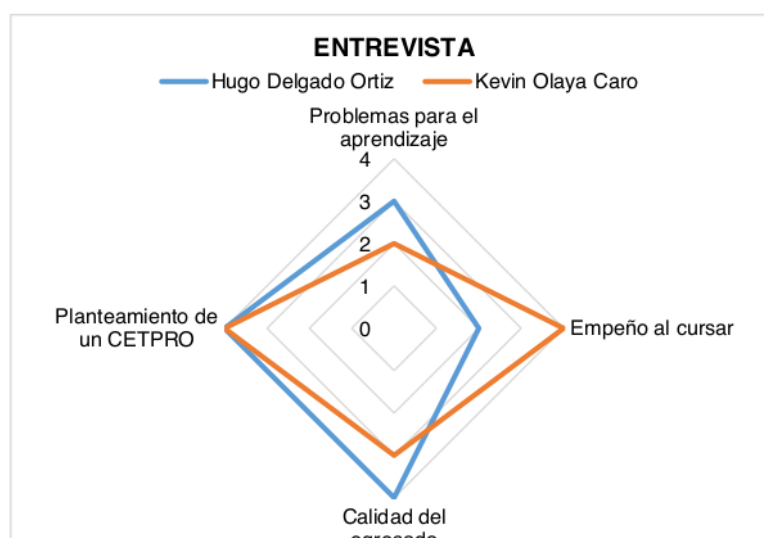 ENTREVISTA
Hugo Delgado Ortiz Kevin Olaya Caro
Problemas para el
aprendizaje
4
3
2
1
0
Planteamiento de
un CETPRO
Empeño al cursar
Calidad del
egresado